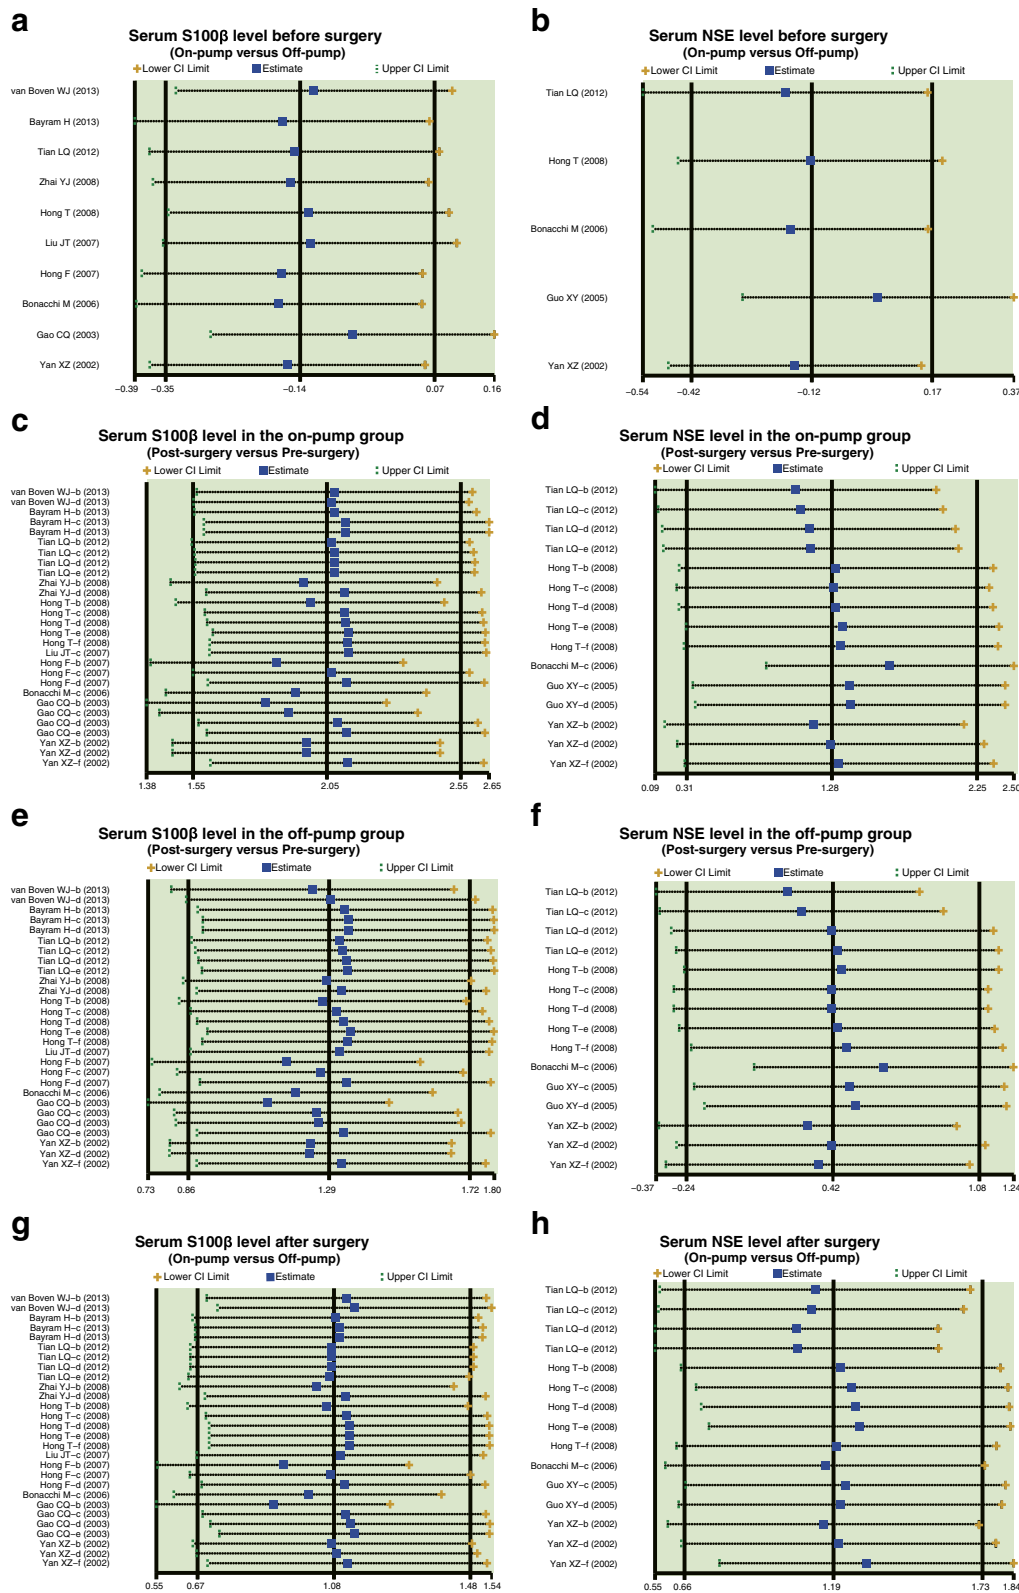 a
Serum S100β level before surgery
(On-pump versus Off-pump)
Lower CI Limit Estimate Upper CI Limit
van Boven WJ (2013)
Bayram H (2013)
Tian LQ (2012)
Zhai YJ (2008)
Hong T (2008)
Liu JT (2007)
Hong F (2007)
Bonacchi M (2006)
Gao CQ (2003)
Yan XZ (2002)
−0.39 −0.35 −0.14 0.07 0.16
b
Serum NSE level before surgery
(On-pump versus Off-pump)
Lower CI Limit Estimate Upper CI Limit
Tian LQ (2012)
Hong T (2008)
Bonacchi M (2006)
Guo XY (2005)
Yan XZ (2002)
−0.54 −0.42 −0.12 0.17 0.37
c
Serum S100β level in the on-pump group
(Post-surgery versus Pre-surgery)
Lower CI Limit Estimate Upper CI Limit
van Boven WJ−b (2013)
van Boven WJ−d (2013)
Bayram H−b (2013)
Bayram H−c (2013)
Bayram H−d (2013)
Tian LQ−b (2012)
Tian LQ−c (2012)
Tian LQ−d (2012)
Tian LQ−e (2012)
Zhai YJ−b (2008)
Zhai YJ−d (2008)
Hong T−b (2008)
Hong T−c (2008)
Hong T−d (2008)
Hong T−e (2008)
Hong T−f (2008)
Liu JT−c (2007)
Hong F−b (2007)
Hong F−c (2007)
Hong F−d (2007)
Bonacchi M−c (2006)
Gao CQ−b (2003)
Gao CQ−c (2003)
Gao CQ−d (2003)
Gao CQ−e (2003)
Yan XZ−b (2002)
Yan XZ−d (2002)
Yan XZ−f (2002)
1.38 1.55 2.05 2.55 2.65
d
Serum NSE level in the on-pump group
(Post-surgery versus Pre-surgery)
Lower CI Limit Estimate Upper CI Limit
Tian LQ−b (2012)
Tian LQ−c (2012)
Tian LQ−d (2012)
Tian LQ−e (2012)
Hong T−b (2008)
Hong T−c (2008)
Hong T−d (2008)
Hong T−e (2008)
Hong T−f (2008)
Bonacchi M−c (2006)
Guo XY−c (2005)
Guo XY−d (2005)
Yan XZ−b (2002)
Yan XZ−d (2002)
Yan XZ−f (2002)
0.09 0.31 1.28 2.25 2.50
e
Serum S100β level in the off-pump group
(Post-surgery versus Pre-surgery)
Lower CI Limit Estimate Upper CI Limit
van Boven WJ−b (2013)
van Boven WJ−d (2013)
Bayram H−b (2013)
Bayram H−c (2013)
Bayram H−d (2013)
Tian LQ−b (2012)
Tian LQ−c (2012)
Tian LQ−d (2012)
Tian LQ−e (2012)
Zhai YJ−b (2008)
Zhai YJ−d (2008)
Hong T−b (2008)
Hong T−c (2008)
Hong T−d (2008)
Hong T−e (2008)
Hong T−f (2008)
Liu JT−d (2007)
Hong F−b (2007)
Hong F−c (2007)
Hong F−d (2007)
Bonacchi M−c (2006)
Gao CQ−b (2003)
Gao CQ−c (2003)
Gao CQ−d (2003)
Gao CQ−e (2003)
Yan XZ−b (2002)
Yan XZ−d (2002)
Yan XZ−f (2002)
0.73 0.86 1.29 1.72 1.80
f
Serum NSE level in the off-pump group
(Post-surgery versus Pre-surgery)
Lower CI Limit Estimate Upper CI Limit
Tian LQ−b (2012)
Tian LQ−c (2012)
Tian LQ−d (2012)
Tian LQ−e (2012)
Hong T−b (2008)
Hong T−c (2008)
Hong T−d (2008)
Hong T−e (2008)
Hong T−f (2008)
Bonacchi M−c (2006)
Guo XY−c (2005)
Guo XY−d (2005)
Yan XZ−b (2002)
Yan XZ−d (2002)
Yan XZ−f (2002)
−0.37 −0.24 0.42 1.08 1.24
g
Serum S100β level after surgery
(On-pump versus Off-pump)
Lower CI Limit Estimate Upper CI Limit
van Boven WJ−b (2013)
van Boven WJ−d (2013)
Bayram H−b (2013)
Bayram H−c (2013)
Bayram H−d (2013)
Tian LQ−b (2012)
Tian LQ−c (2012)
Tian LQ−d (2012)
Tian LQ−e (2012)
Zhai YJ−b (2008)
Zhai YJ−d (2008)
Hong T−b (2008)
Hong T−c (2008)
Hong T−d (2008)
Hong T−e (2008)
Hong T−f (2008)
Liu JT−c (2007)
Hong F−b (2007)
Hong F−c (2007)
Hong F−d (2007)
Bonacchi M−c (2006)
Gao CQ−b (2003)
Gao CQ−c (2003)
Gao CQ−d (2003)
Gao CQ−e (2003)
Yan XZ−b (2002)
Yan XZ−d (2002)
Yan XZ−f (2002)
0.55 0.67 1.08 1.48 1.54
h
Serum NSE level after surgery
(On-pump versus Off-pump)
Lower CI Limit Estimate Upper CI Limit
Tian LQ−b (2012)
Tian LQ−c (2012)
Tian LQ−d (2012)
Tian LQ−e (2012)
Hong T−b (2008)
Hong T−c (2008)
Hong T−d (2008)
Hong T−e (2008)
Hong T−f (2008)
Bonacchi M−c (2006)
Guo XY−c (2005)
Guo XY−d (2005)
Yan XZ−b (2002)
Yan XZ−d (2002)
Yan XZ−f (2002)
0.55 0.66 1.19 1.73 1.84